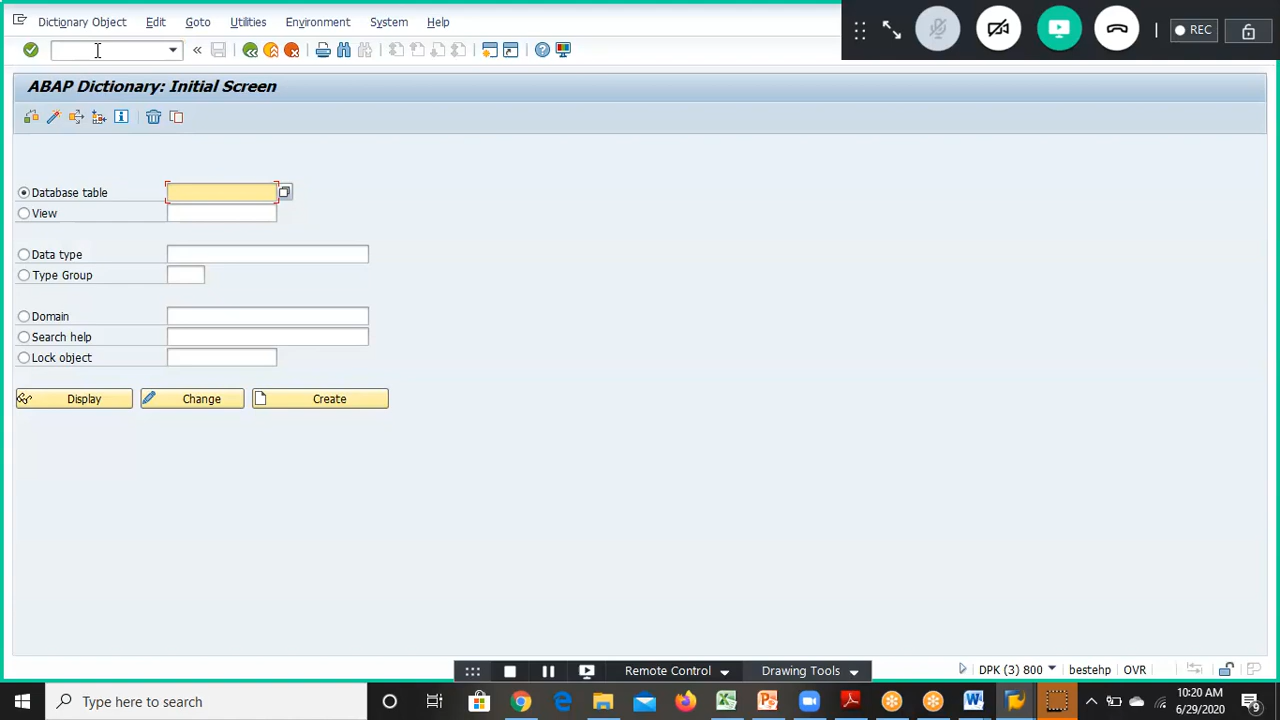 Dictionary Object Edit Goto Utilities Environment System Help
REC
ABAP Dictionary: Initial Screen
Database table
View
Data type
Type Group
Domain
Search help
Lock object
Display Change Create
Remote Control Drawing Tools
DPK (3) 800 bestehp OVR
Type here to search
10:20 AM
6/29/2020
9